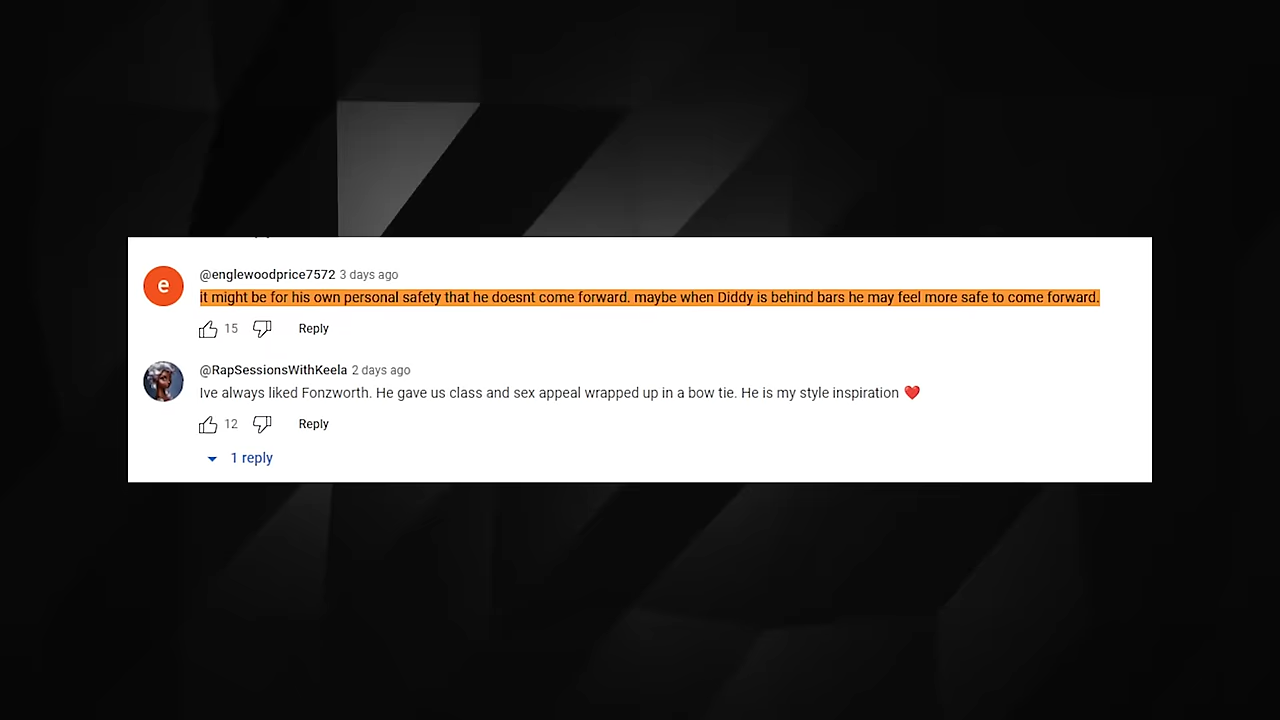 @englewoodprice7572 3 days ago
it might be for his own personal safety that he doesnt come forward. maybe when Diddy is behind bars he may feel more safe to come forward.
15 Reply
@RapSessionsWithKeela 2 days ago
Ive always liked Fonzworth. He gave us class and sex appeal wrapped up in a bow tie. He is my style inspiration ❤️
12 Reply
1 reply